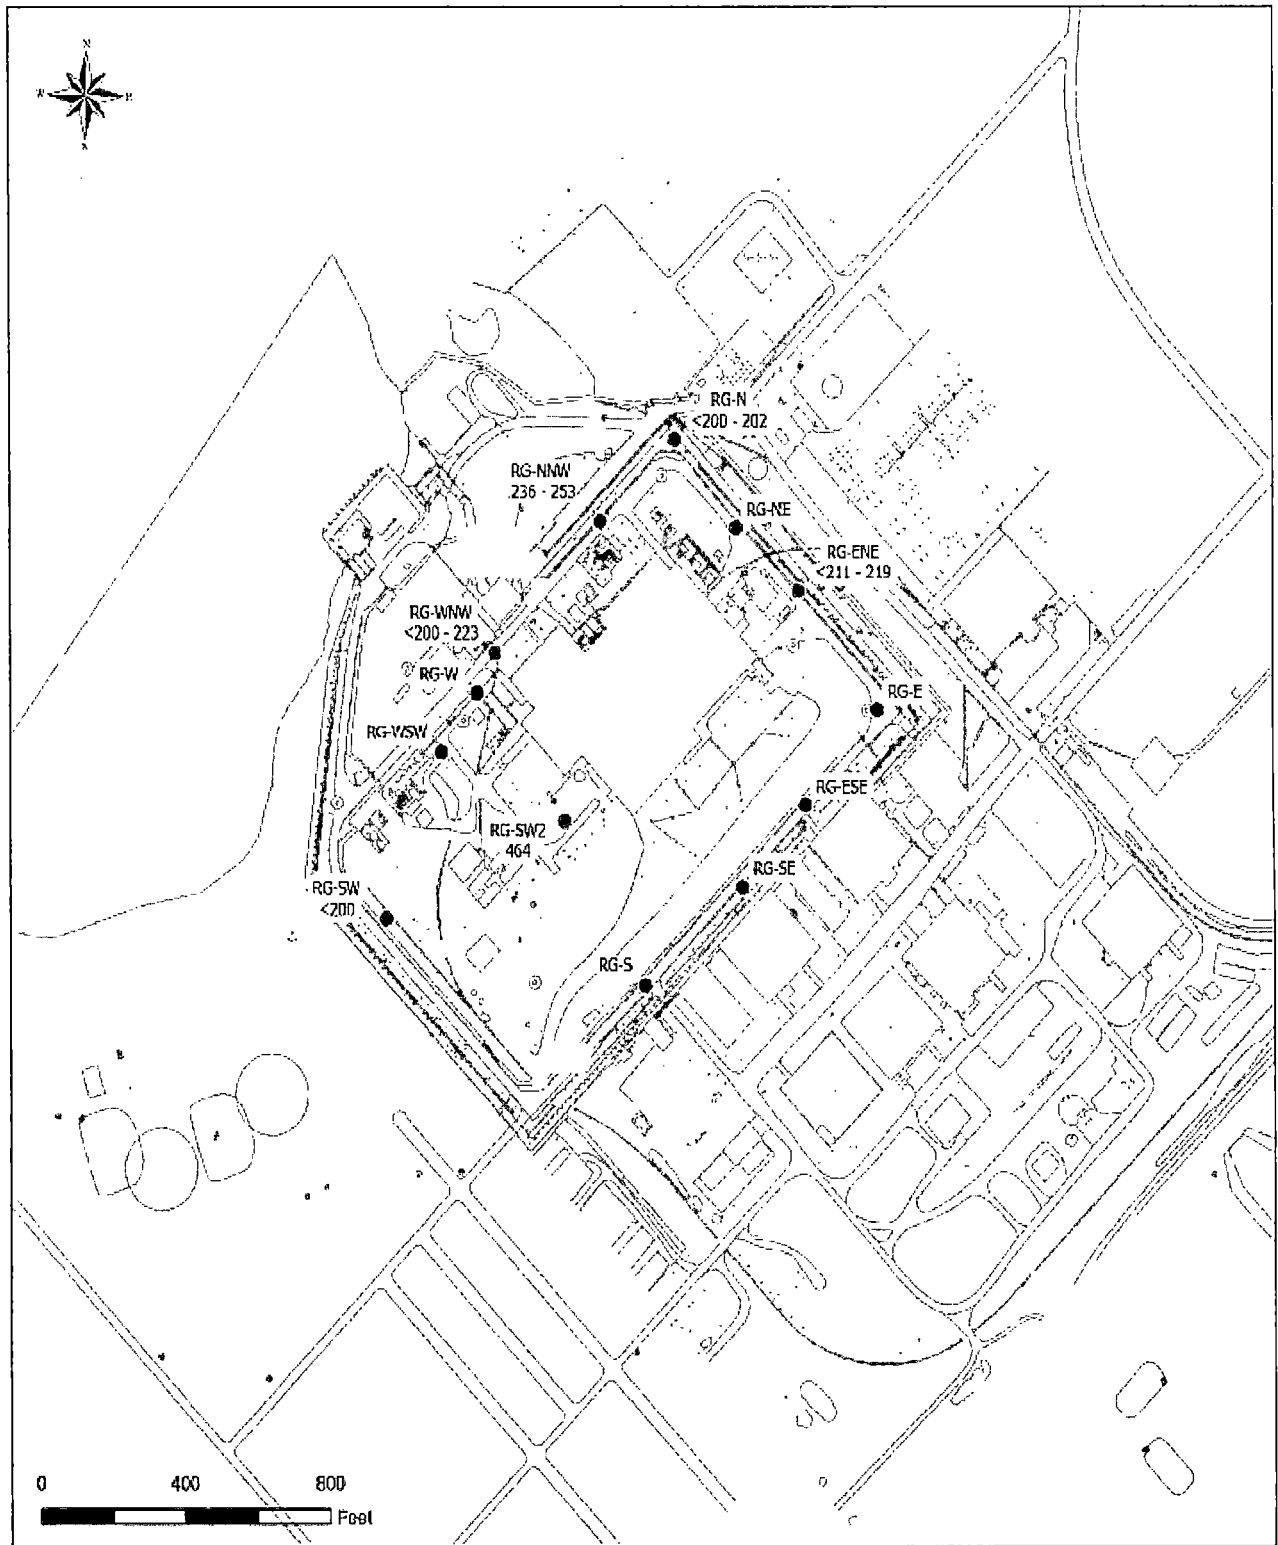 N
W
RG-N
<200 - 202
RG-NNW
236 - 253
RG-NE
RG-ENE
<211 - 219
RG-WNW
<200 - 223
RG-W
RG-E
RG-WSW
RG-ESE
RG-SW2
464
RG-SE
RG-SW
<200
RG-S
0 400 800
Feet